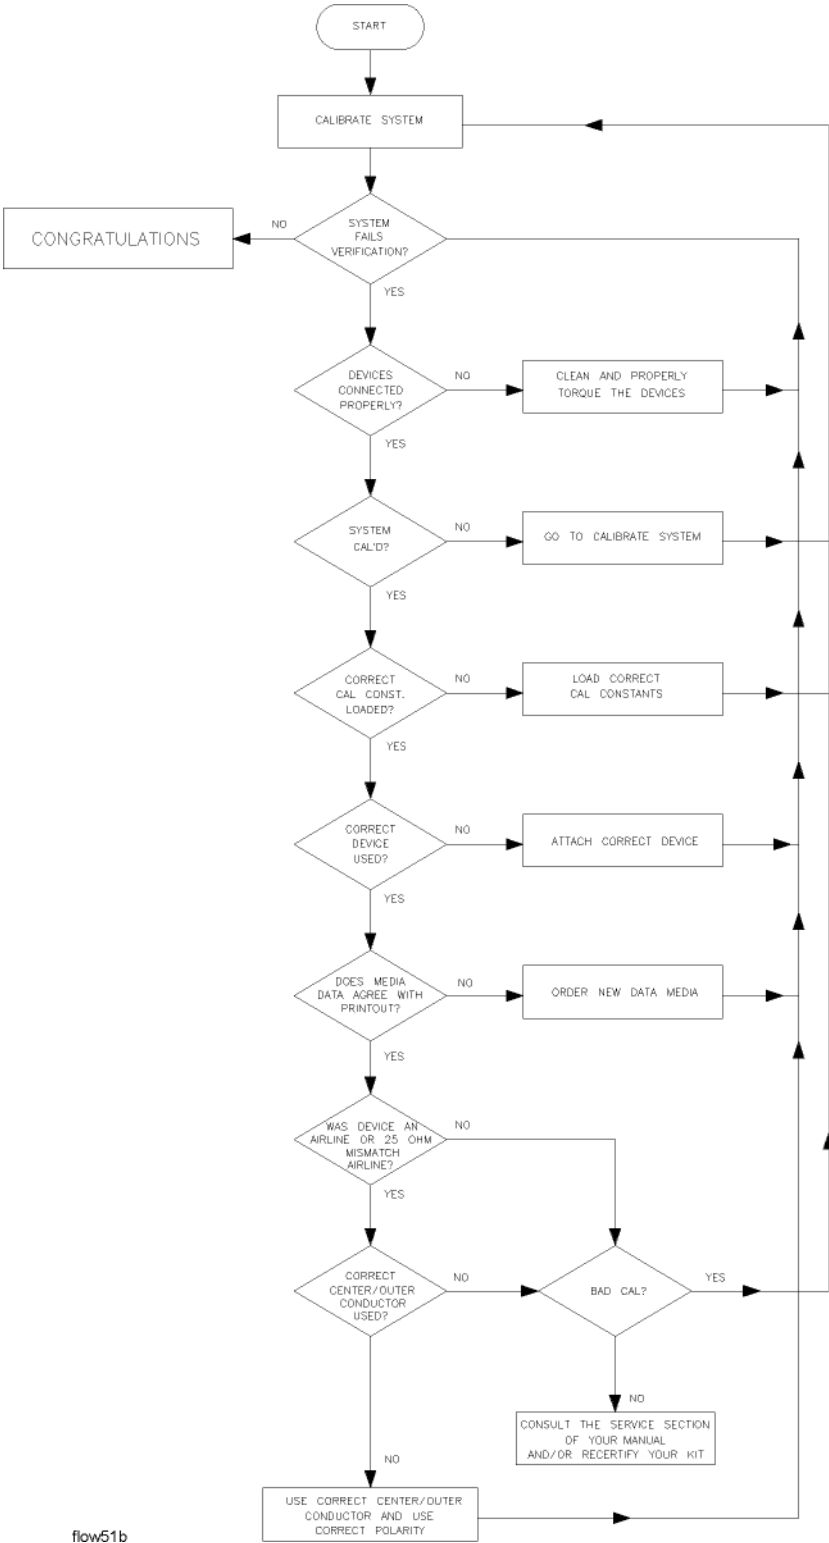 START
CALIBRATE SYSTEM
SYSTEM
FAILS
VERIFICATION?
NO
CONGRATULATIONS
YES
DEVICES
CONNECTED
PROPERLY?
NO
CLEAN AND PROPERLY
TORQUE THE DEVICES
YES
SYSTEM
CAL'D?
NO
GO TO CALIBRATE SYSTEM
YES
CORRECT
CAL CONST.
LOADED?
NO
LOAD CORRECT
CAL CONSTANTS
YES
CORRECT
DEVICE
USED?
NO
ATTACH CORRECT DEVICE
YES
DOES MEDIA
DATA AGREE WITH
PRINTOUT?
NO
ORDER NEW DATA MEDIA
YES
WAS DEVICE AN
AIRLINE OR 25 OHM
MISMATCH
AIRLINE?
NO
YES
CORRECT
CENTER/OUTER
CONDUCTOR
USED?
NO
BAD CAL?
YES
NO
CONSULT THE SERVICE SECTION
OF YOUR MANUAL
AND/OR RECERTIFY YOUR KIT
NO
USE CORRECT CENTER/OUTER
CONDUCTOR AND USE
CORRECT POLARITY
flow51b